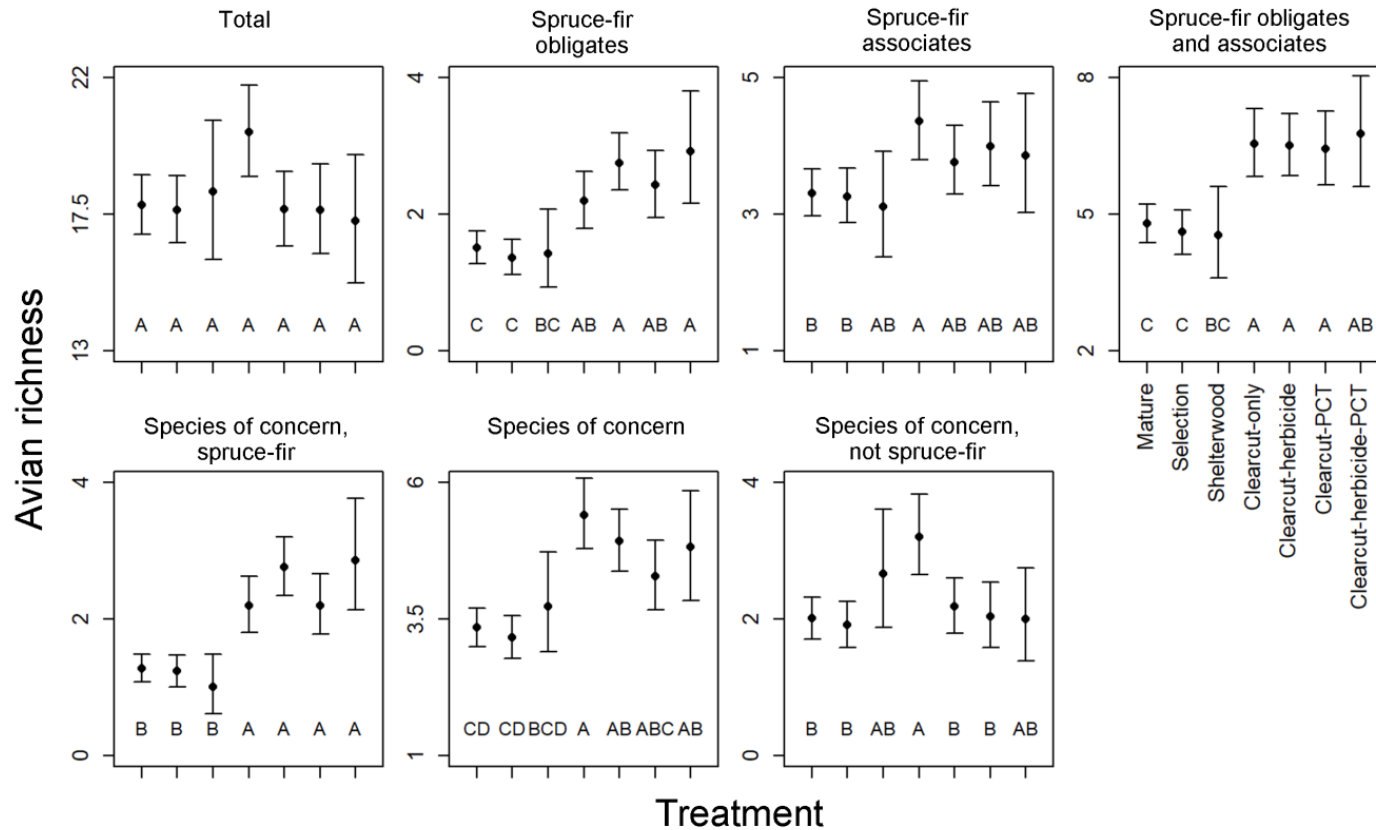 Avian richness
Total
22
17.5
13
A A A A A A A
Spruce-fir
obligates
4
2
0
C C BC AB A AB A
Spruce-fir
associates
5
3
1
B B AB A AB AB AB
Spruce-fir obligates
and associates
8
5
2
C C BC A A A AB
Mature
Selection
Shelterwood
Clearcut-only
Clearcut-herbicide
Clearcut-PCT
Clearcut-herbicide-PCT
Species of concern,
spruce-fir
4
2
0
B B B A A A A
Species of concern
6
3.5
1
CD CD BCD A AB ABC AB
Species of concern,
not spruce-fir
4
2
0
B B AB A B B AB
Treatment